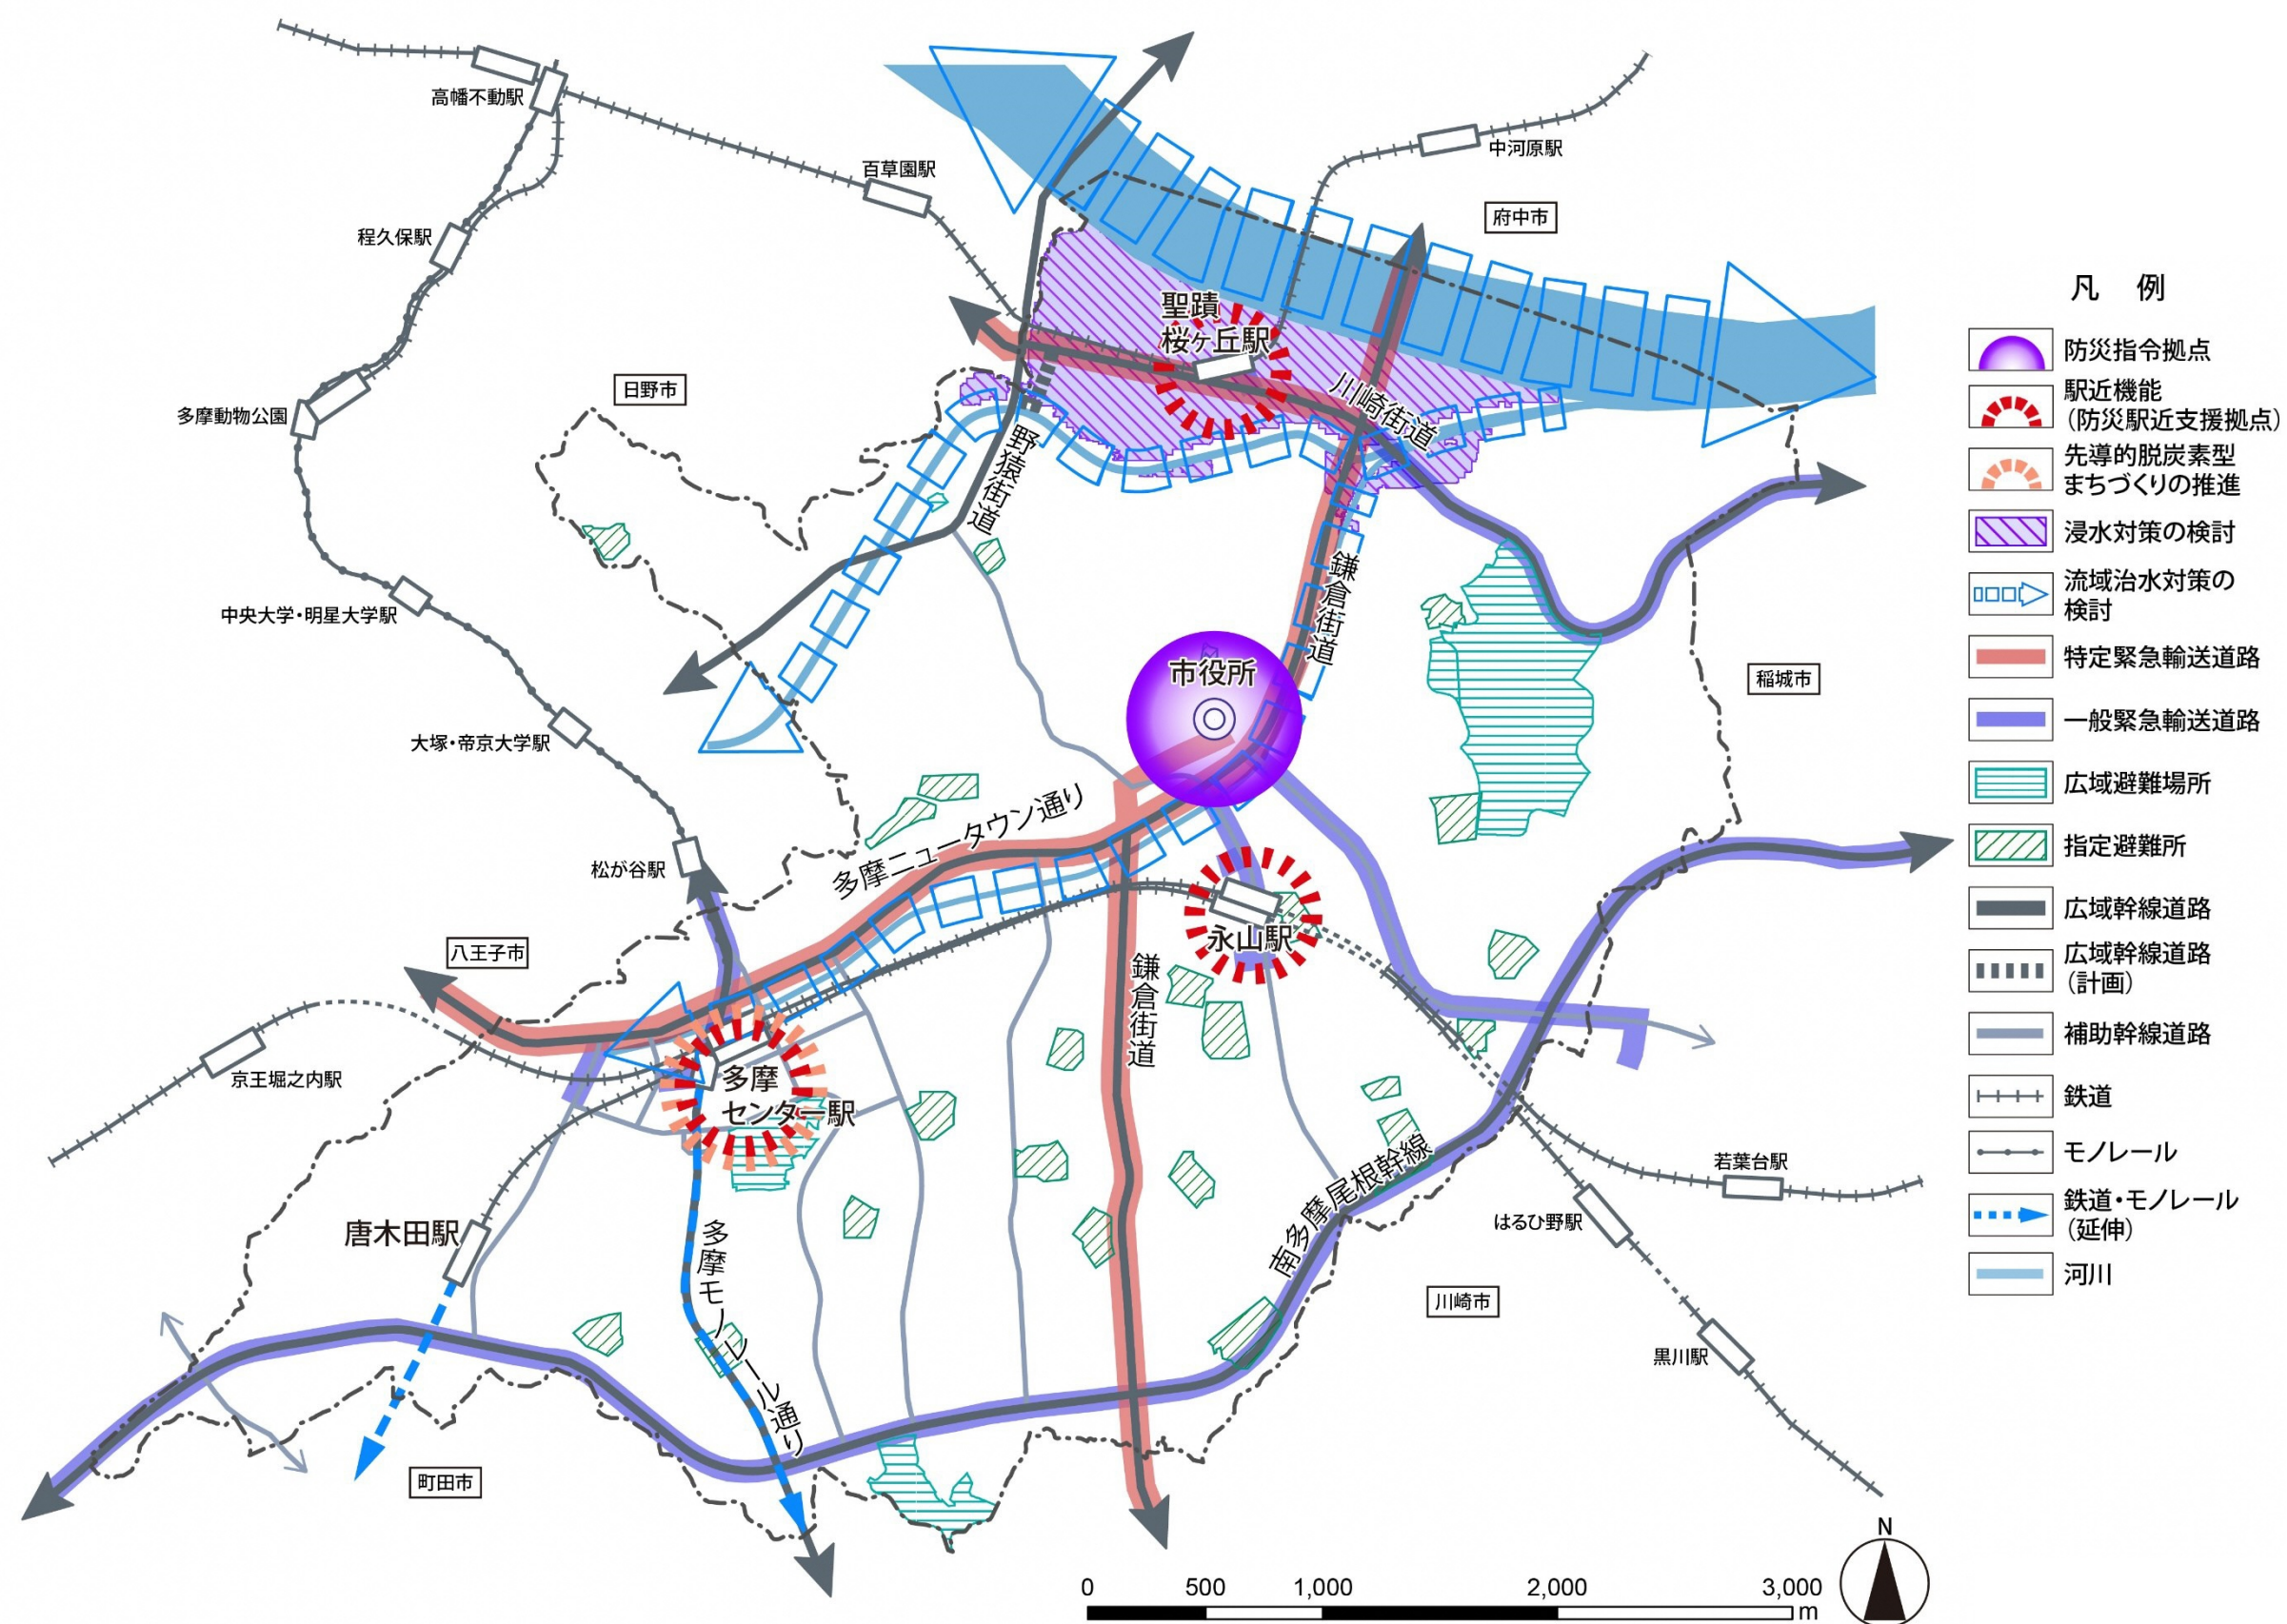 高幡不動駅
百草園駅
中河原駅
府中市
程久保駅
聖蹟
桜ヶ丘駅
日野市
川崎街道
多摩動物公園
野猿街道
鎌倉街道
中央大学・明星大学駅
市役所
稲城市
大塚・帝京大学駅
多摩ニュータウン通り
松が谷駅
永山駅
八王子市
鎌倉街道
京王堀之内駅
多摩
センター駅
若葉台駅
はるひ野駅
唐木田駅
南多摩尾根幹線
多摩モノレール通り
川崎市
黒川駅
町田市
凡 例
防災指令拠点
駅近機能
(防災駅近支援拠点)
先導的脱炭素型
まちづくりの推進
浸水対策の検討
流域治水対策の
検討
特定緊急輸送道路
一般緊急輸送道路
広域避難場所
指定避難所
広域幹線道路
広域幹線道路
(計画)
補助幹線道路
鉄道
モノレール
鉄道・モノレール
(延伸)
河川
N
0 500 1,000 2,000 3,000
m